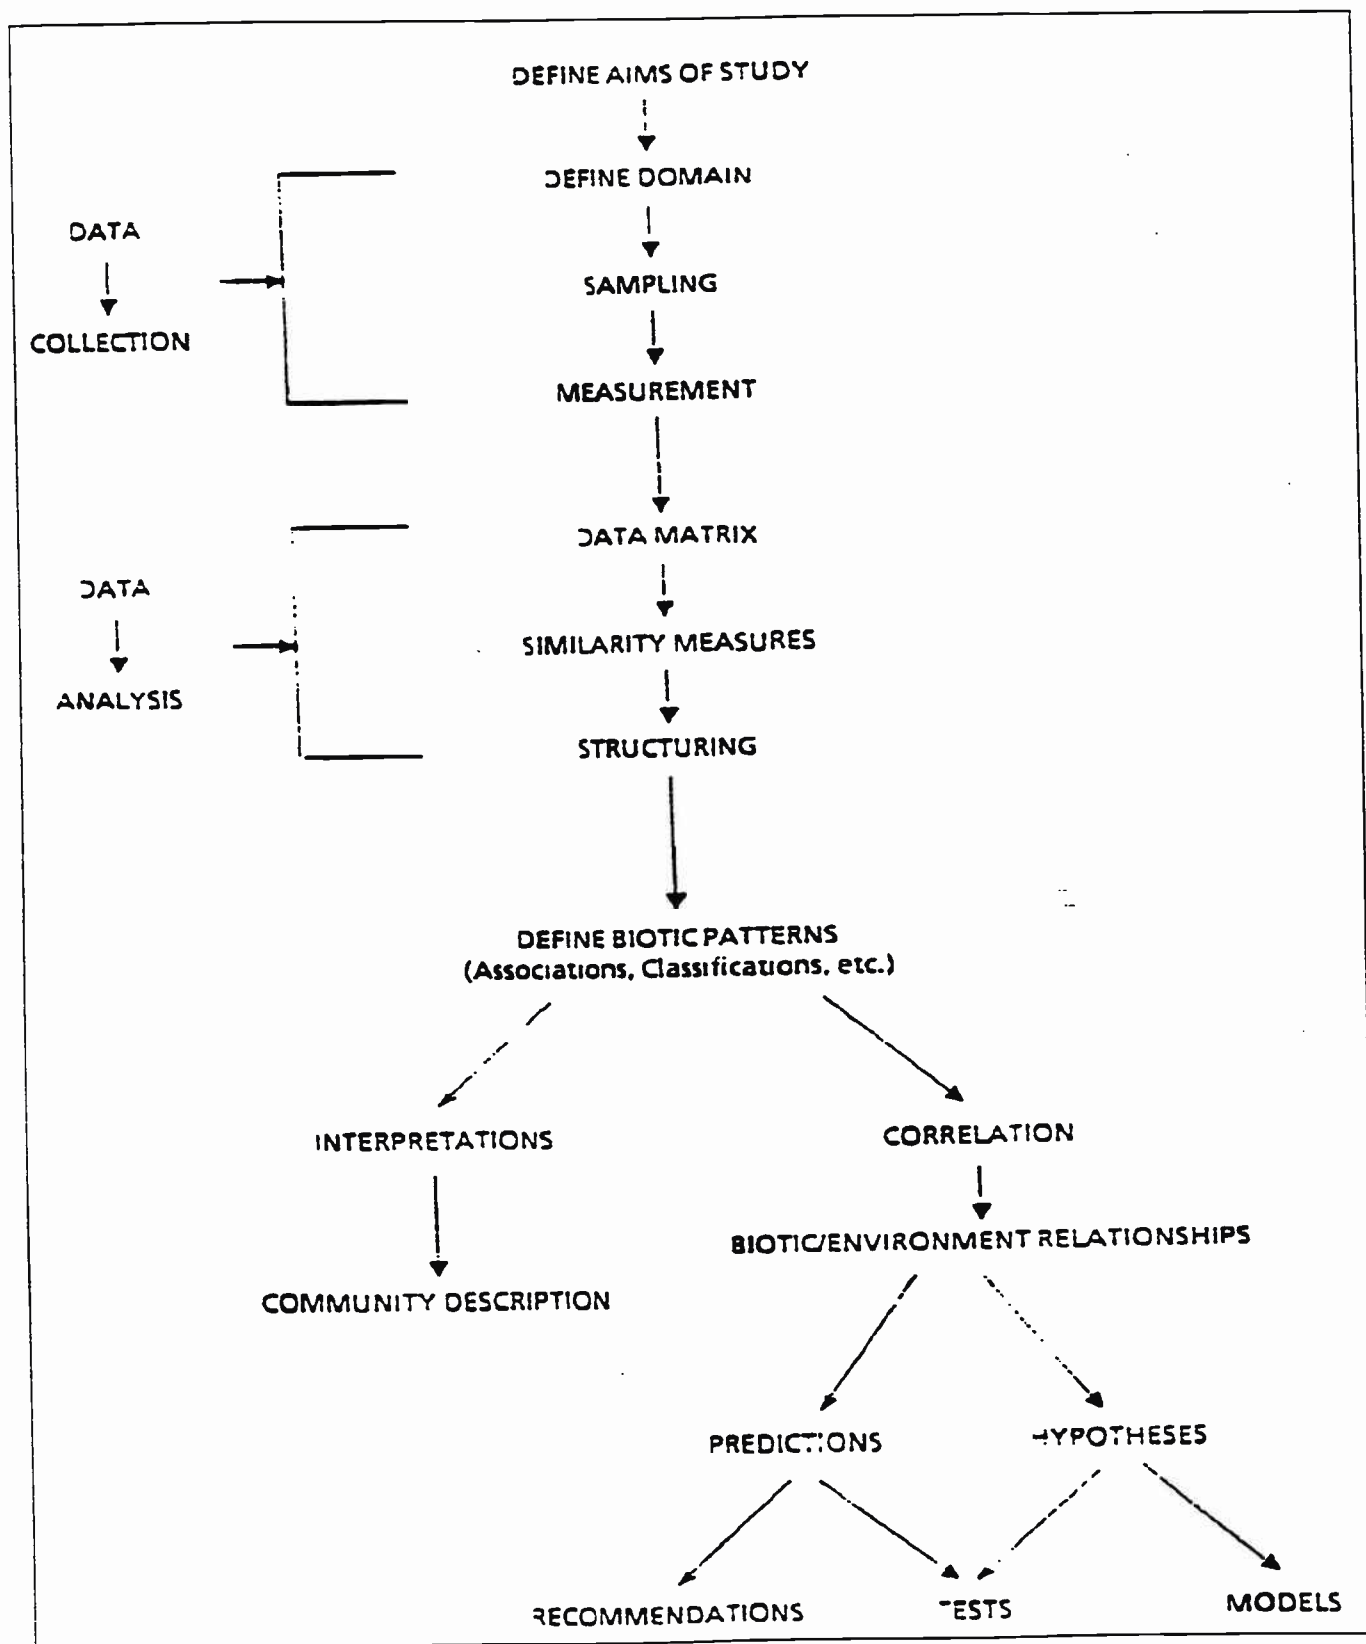 DEFINE AIMS OF STUDY
DEFINE DOMAIN
DATA
SAMPLING
COLLECTION
MEASUREMENT
DATA MATRIX
DATA
SIMILARITY MEASURES
ANALYSIS
STRUCTURING
DEFINE BIOTIC PATTERNS
(Associations, Classifications, etc.)
INTERPRETATIONS
CORRELATION
BIOTIC/ENVIRONMENT RELATIONSHIPS
COMMUNITY DESCRIPTION
PREDICTIONS
HYPOTHESES
RECOMMENDATIONS
TESTS
MODELS